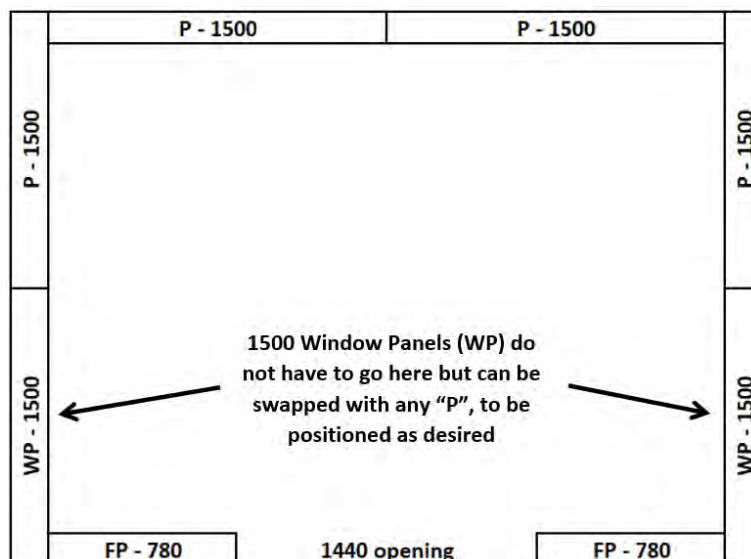 P - 1500
P - 1500
P - 1500
P - 1500
1500 Window Panels (WP) do
not have to go here but can be
swapped with any “P”, to be
positioned as desired
WP - 1500
WP - 1500
FP - 780
1440 opening
FP - 780